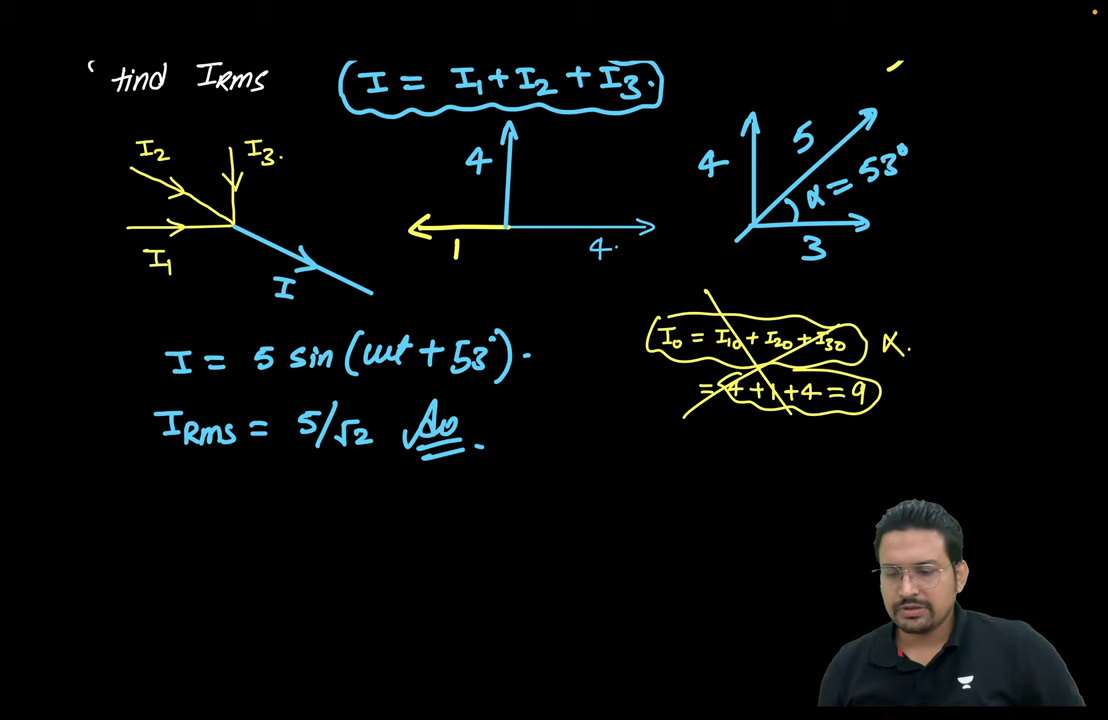 find IRms
I = I1 + I2 + I3.
I2
I3.
I1
I
4
1
4.
4
5
α = 53°
3
I0 = I10 + I20 + I30 α.
= 4 + 1 + 4 = 9
I = 5 sin (ωt + 53°).
IRms = 5/√2